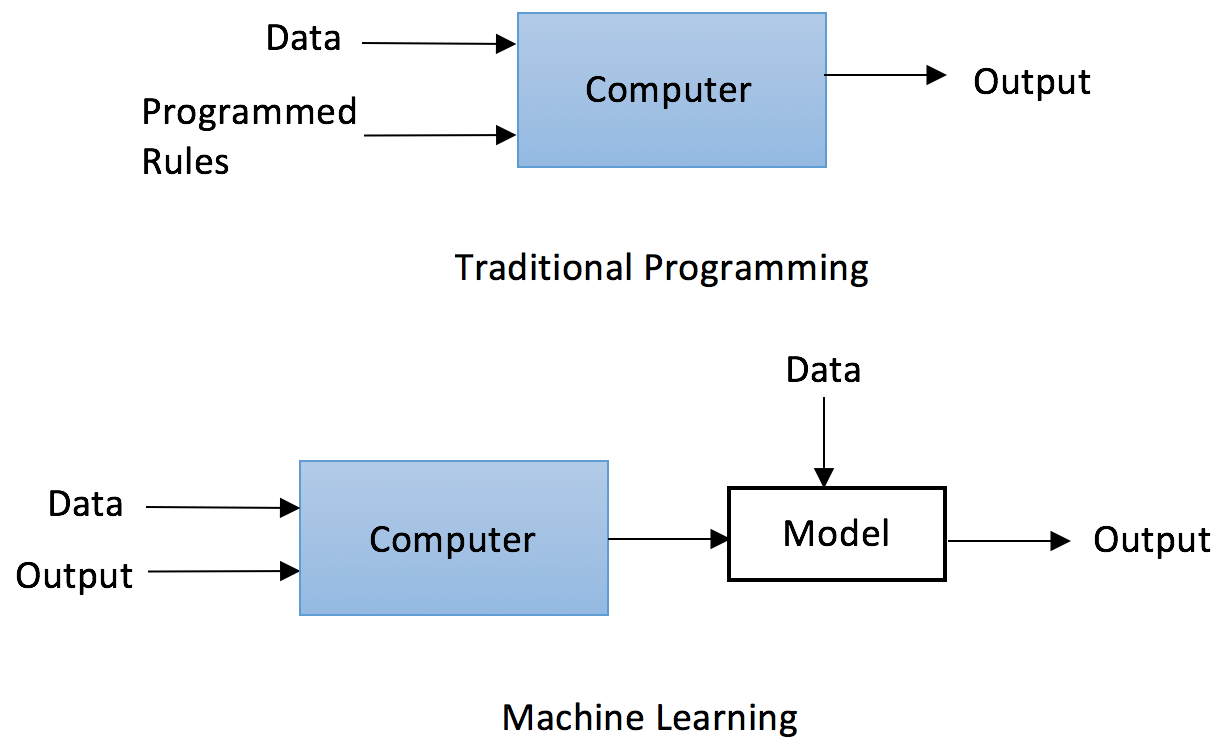 Data
Programmed
Rules
Computer
Output
Traditional Programming
Data
Data
Output
Computer
Model
Output
Machine Learning